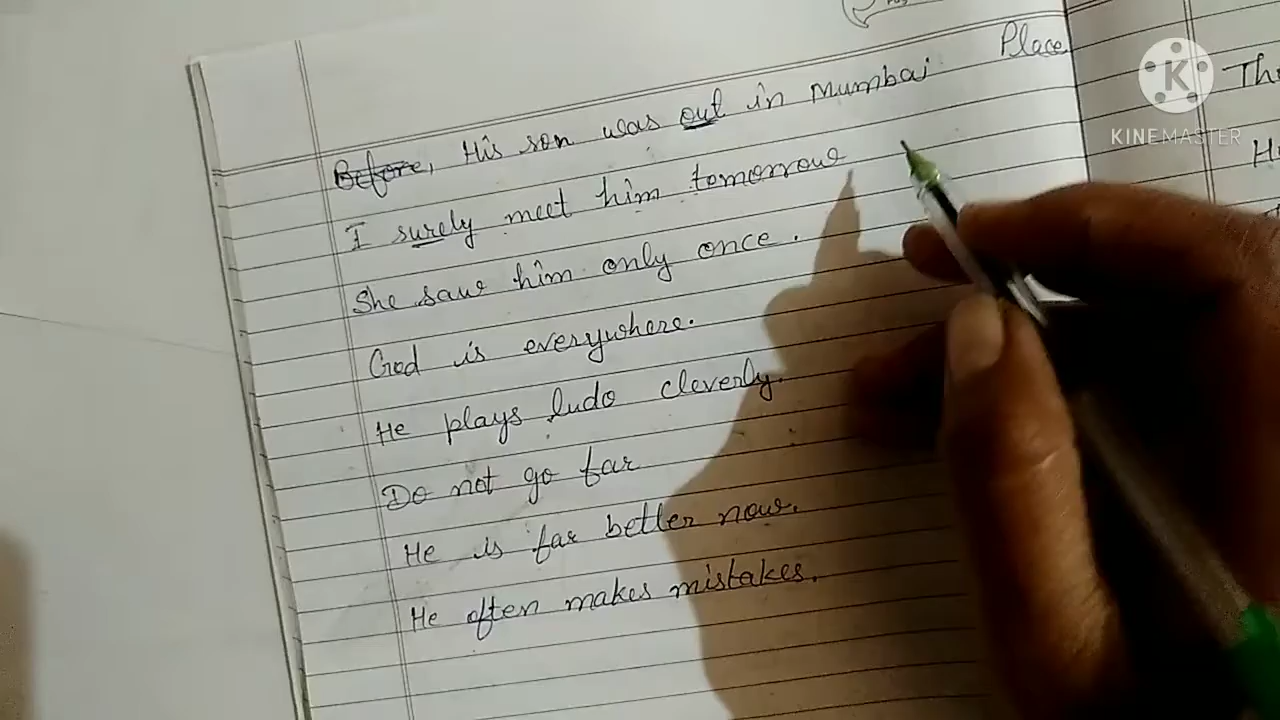 Place
Before, His son was out in Mumbai
I surely meet him tomorrow
She saw him only once.
God is everywhere.
He plays ludo cleverly.
Do not go far
He is far better now.
He often makes mistakes.
K
KINEMASTER